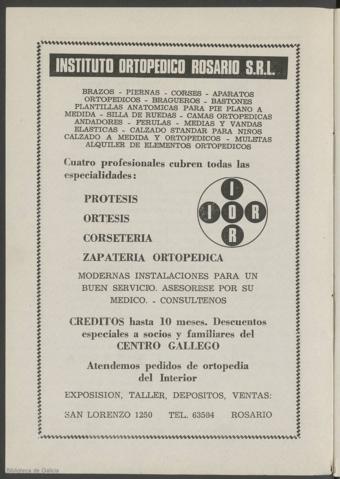 INSTITUTO ORTOPEDICO ROSARIO S.R.L.
BRAZOS - PIERNAS - CORSES - APARATOS
ORTOPEDICOS - BRAGUEROS - BASTONES
PLANTILLAS ANATOMICAS PARA PIE PLANO A
MEDIDA - SILLA DE RUEDAS - CAMAS ORTOPEDICAS
ANDADORES - FERULAS - MEDIAS Y VANDAS
ELASTICAS - CALZADO STANDAR PARA NIÑOS
CALZADO A MEDIDA Y ORTOPEDICOS - MULETAS
ALQUILER DE ELEMENTOS ORTOPEDICOS
Cuatro profesionales cubren todas las
especialidades:
PROTESIS
ORTESIS
CORSETERIA
ZAPATERIA ORTOPEDICA
I
I O R
R
MODERNAS INSTALACIONES PARA UN
BUEN SERVICIO. ASESORESE POR SU
MEDICO. - CONSULTENOS
CREDITOS hasta 10 meses. Descuentos
especiales a socios y familiares del
CENTRO GALLEGO
Atendemos pedidos de ortopedia
del Interior
EXPOSISION, TALLER, DEPOSITOS, VENTAS:
SAN LORENZO 1250 TEL. 63584 ROSARIO
Biblioteca de Galicia